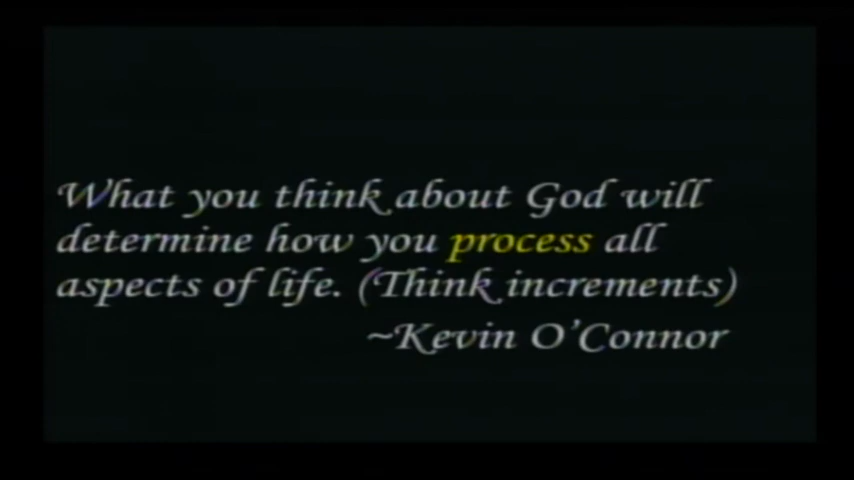 What you think about God will
determine how you process all
aspects of life. (Think increments)
~Kevin O'Connor